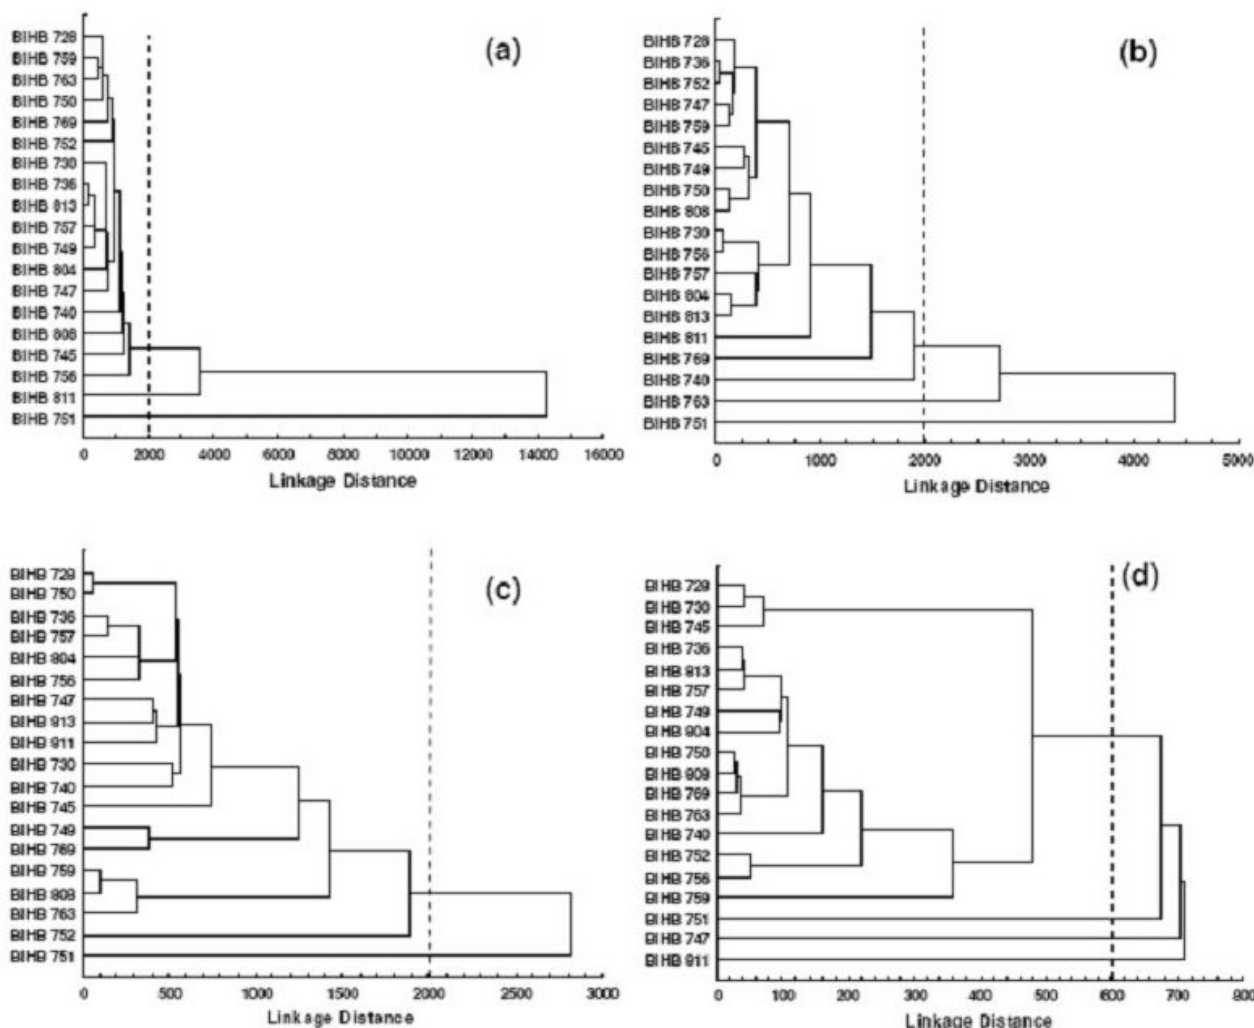 (a)
BIHB 728
BIHB 759
BIHB 763
BIHB 750
BIHB 769
BIHB 752
BIHB 730
BIHB 736
BIHB 813
BIHB 757
BIHB 749
BIHB 804
BIHB 747
BIHB 740
BIHB 808
BIHB 745
BIHB 756
BIHB 811
BIHB 751
0 2000 4000 6000 8000 10000 12000 14000 16000
Linkage Distance
(b)
BIHB 728
BIHB 736
BIHB 752
BIHB 747
BIHB 759
BIHB 745
BIHB 749
BIHB 750
BIHB 808
BIHB 730
BIHB 756
BIHB 757
BIHB 804
BIHB 813
BIHB 811
BIHB 769
BIHB 740
BIHB 763
BIHB 751
0 1000 2000 3000 4000 5000
Linkage Distance
(c)
BIHB 728
BIHB 750
BIHB 736
BIHB 757
BIHB 804
BIHB 756
BIHB 747
BIHB 813
BIHB 811
BIHB 730
BIHB 740
BIHB 745
BIHB 749
BIHB 769
BIHB 759
BIHB 808
BIHB 763
BIHB 752
BIHB 751
0 500 1000 1500 2000 2500 3000
Linkage Distance
(d)
BIHB 728
BIHB 730
BIHB 745
BIHB 736
BIHB 813
BIHB 757
BIHB 749
BIHB 804
BIHB 750
BIHB 808
BIHB 769
BIHB 763
BIHB 740
BIHB 752
BIHB 756
BIHB 759
BIHB 751
BIHB 747
BIHB 811
0 100 200 300 400 500 600 700 800
Linkage Distance